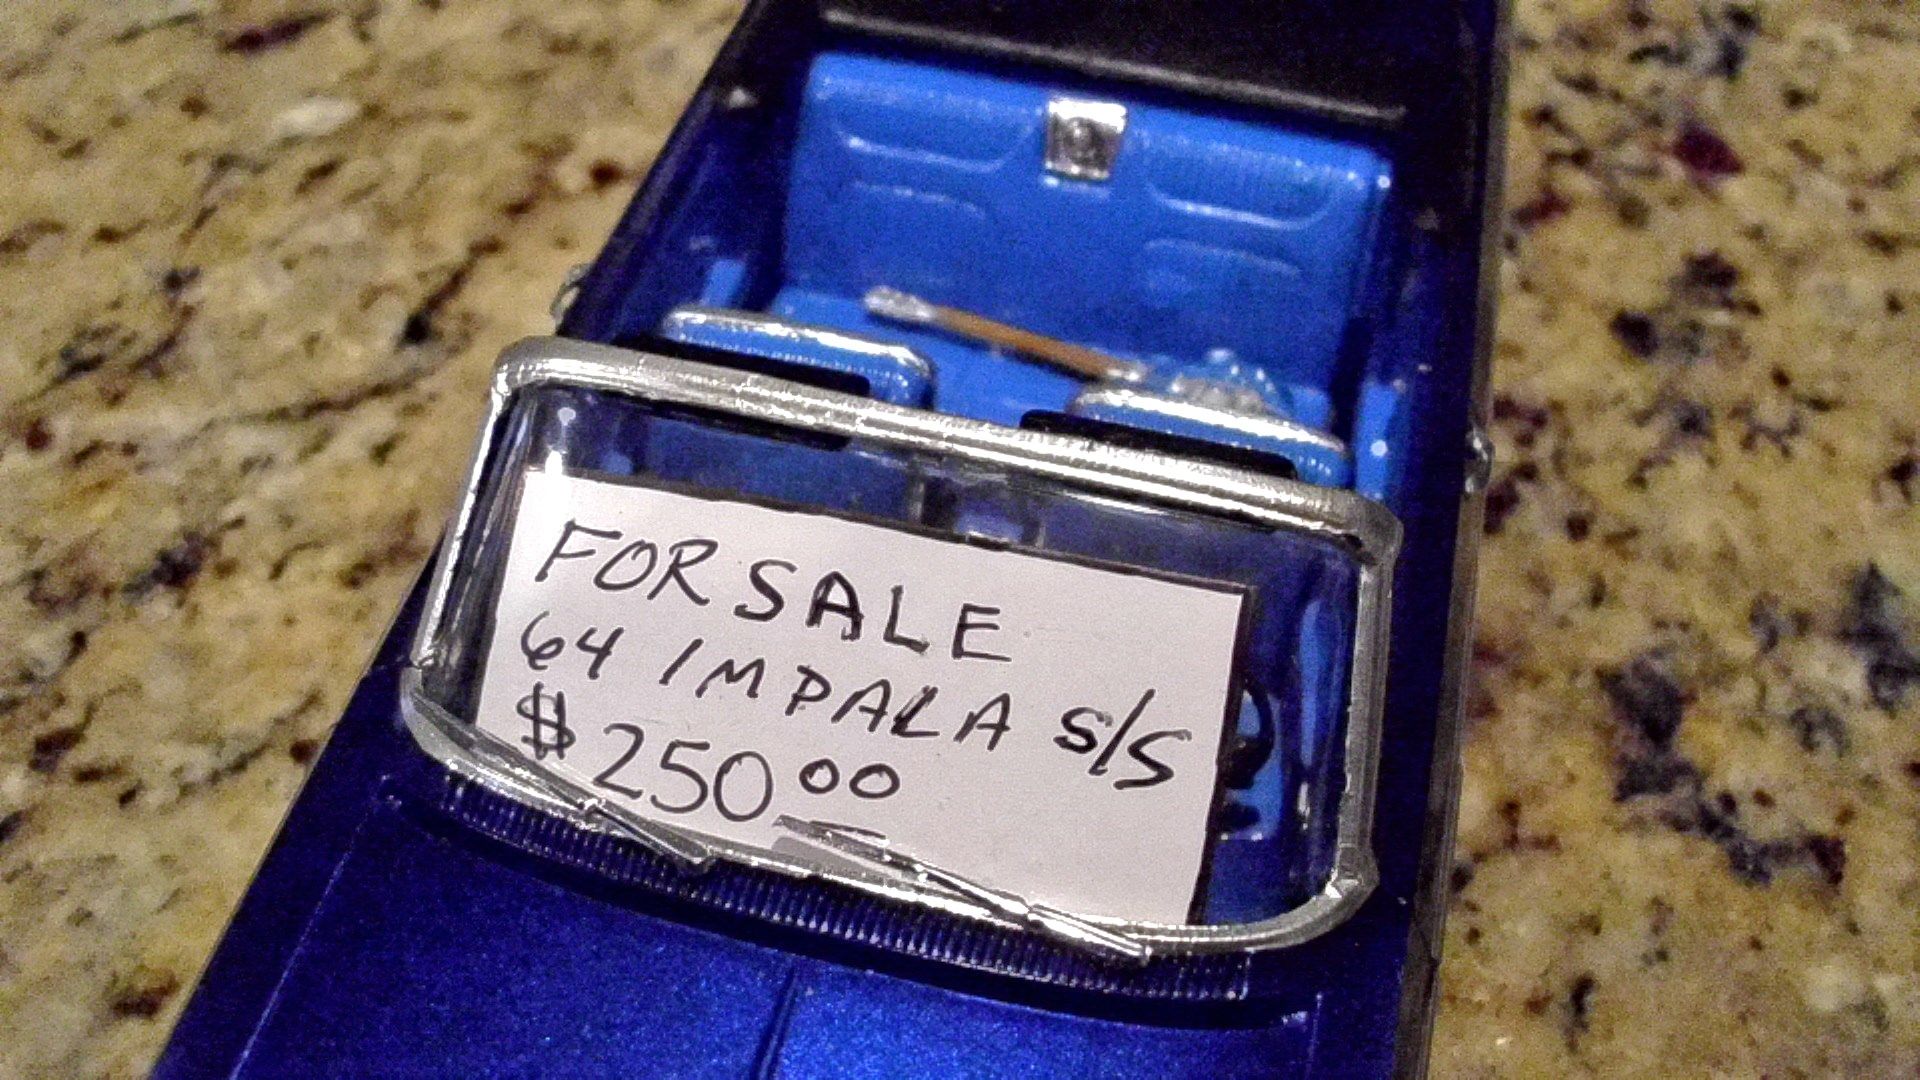 FOR SALE
64 IMPALA S/S
$250 00